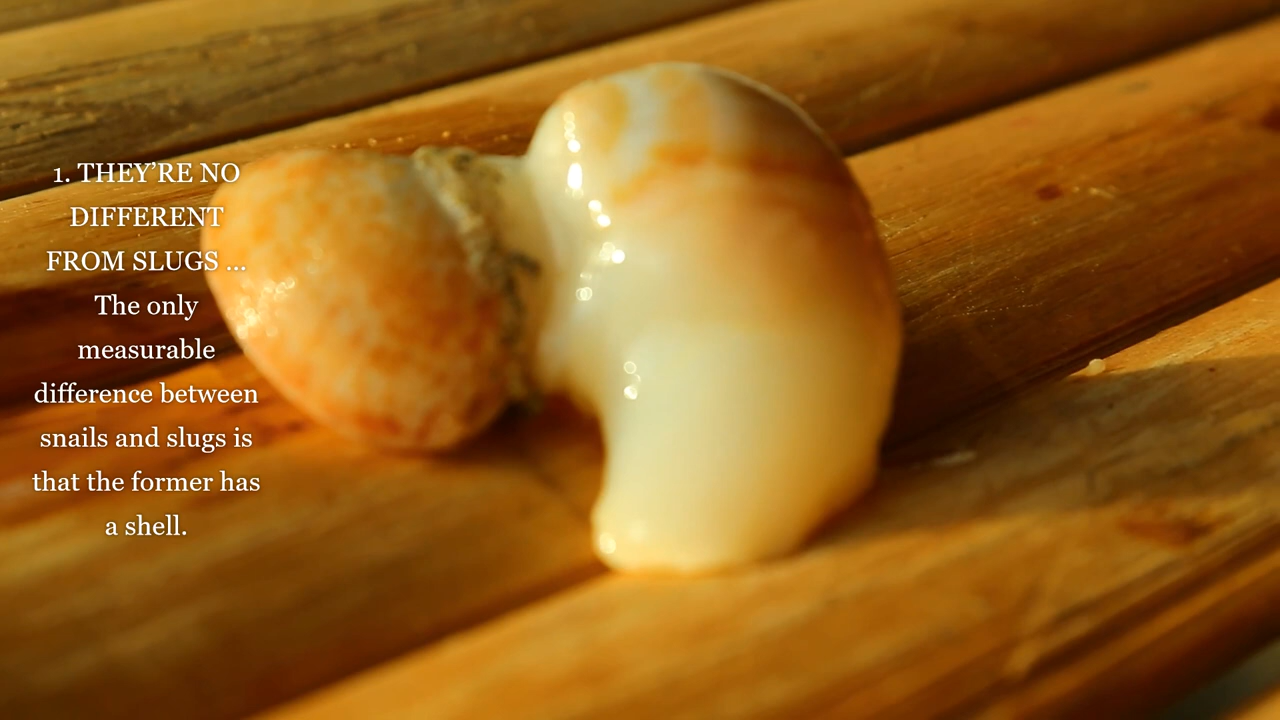 1. THEY’RE NO
DIFFERENT
FROM SLUGS ...
The only
measurable
difference between
snails and slugs is
that the former has
a shell.